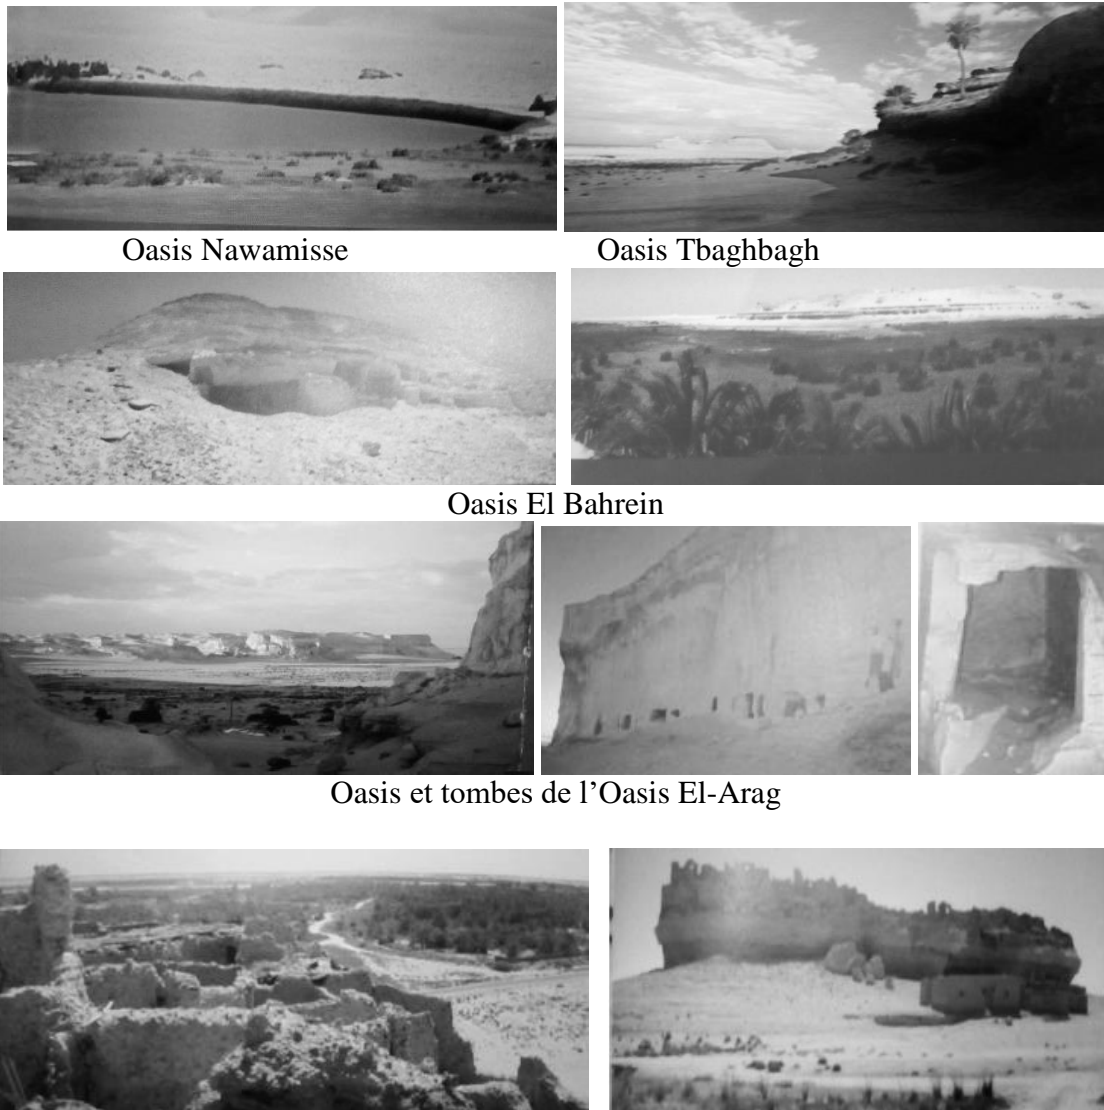 Oasis Nawamisse
Oasis Tbaghbagh
Oasis El Bahrein
Oasis et tombes de l’Oasis El-Arag